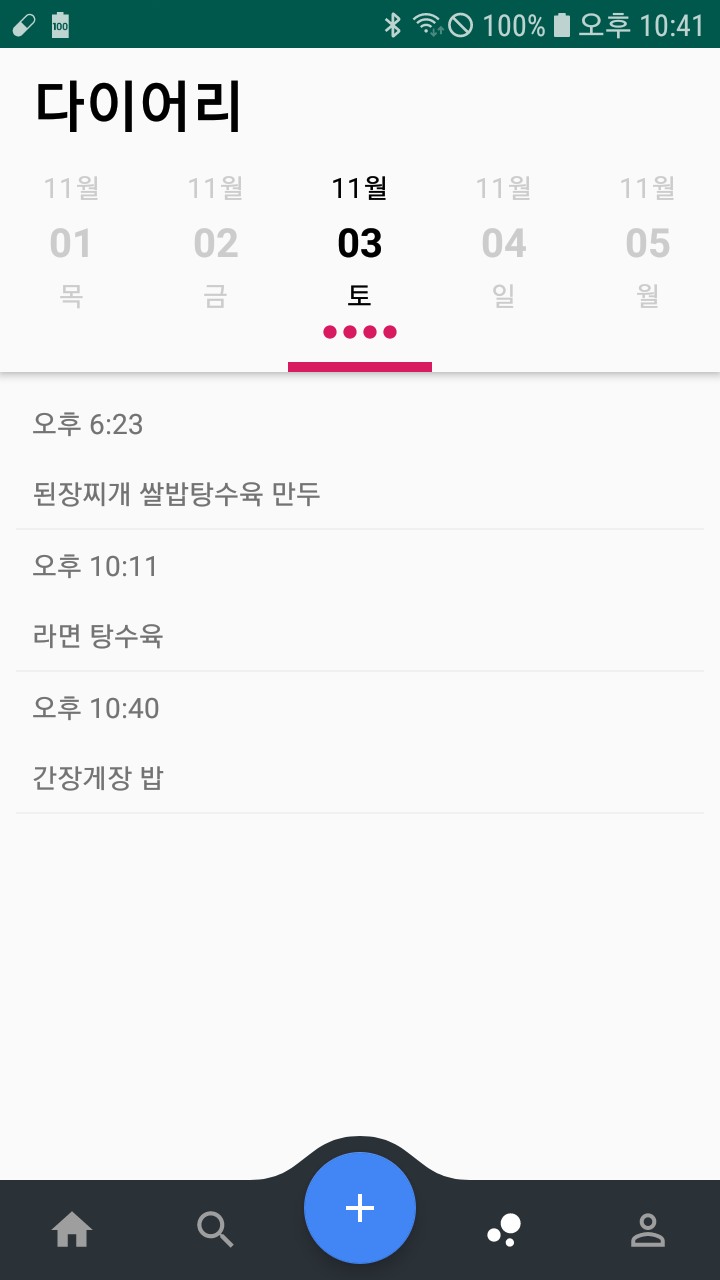 100 100% 오후 10:41
다이어리
11월 11월 11월 11월 11월
01 02 03 04 05
목 금 토 일 월
오후 6:23
된장찌개 쌀밥탕수육 만두
오후 10:11
라면 탕수육
오후 10:40
간장게장 밥